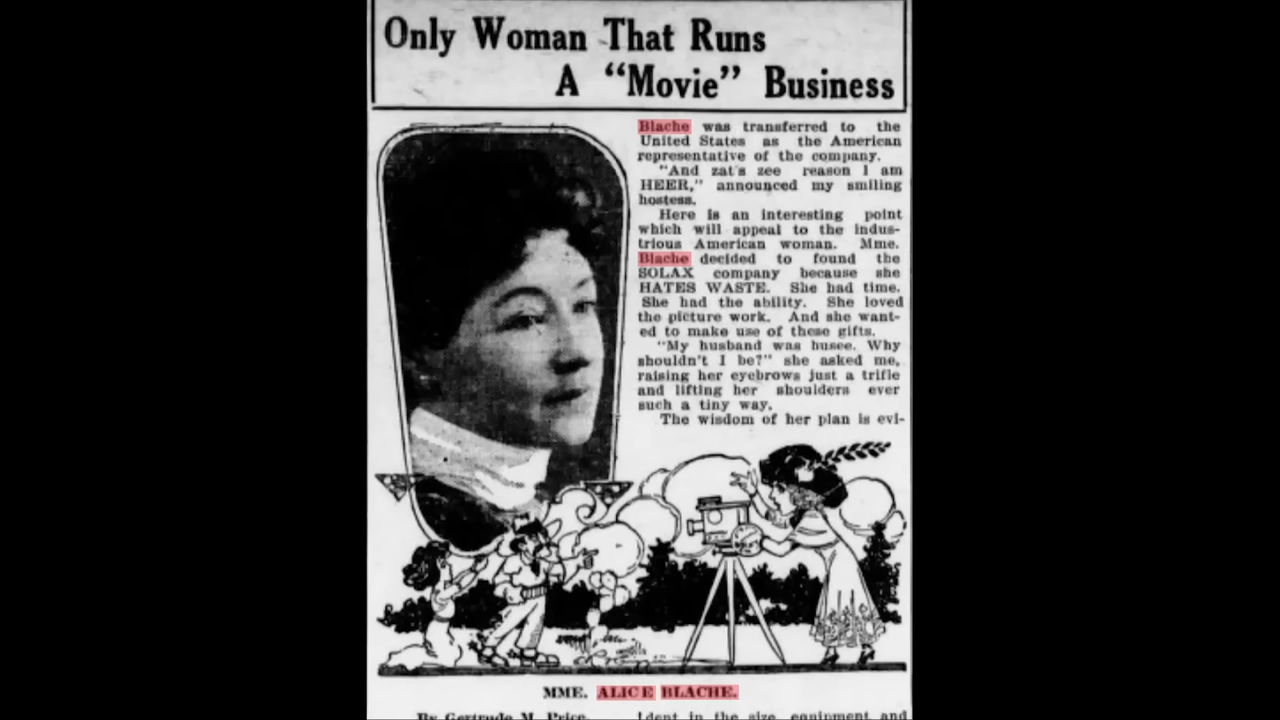 Only Woman That Runs
A "Movie" Business
Blache was transferred to the
United States as the American
representative of the company.
"And zat's zee reason I am
HEER," announced my smiling
hostess.
Here is an interesting point
which will appeal to the indus-
trious American woman. Mme.
Blache decided to found the
SOLAX company because she
HATES WASTE. She had time.
She had the ability. She loved
the picture work. And she want-
ed to make use of these gifts.
"My husband was busee. Why
shouldn't I be?" she asked me,
raising her eyebrows just a trifle
and lifting her shoulders ever
such a tiny way.
The wisdom of her plan is evi-
MME. ALICE BLACHE.
By Gertrude M. Price.
ident in the size, equipment and